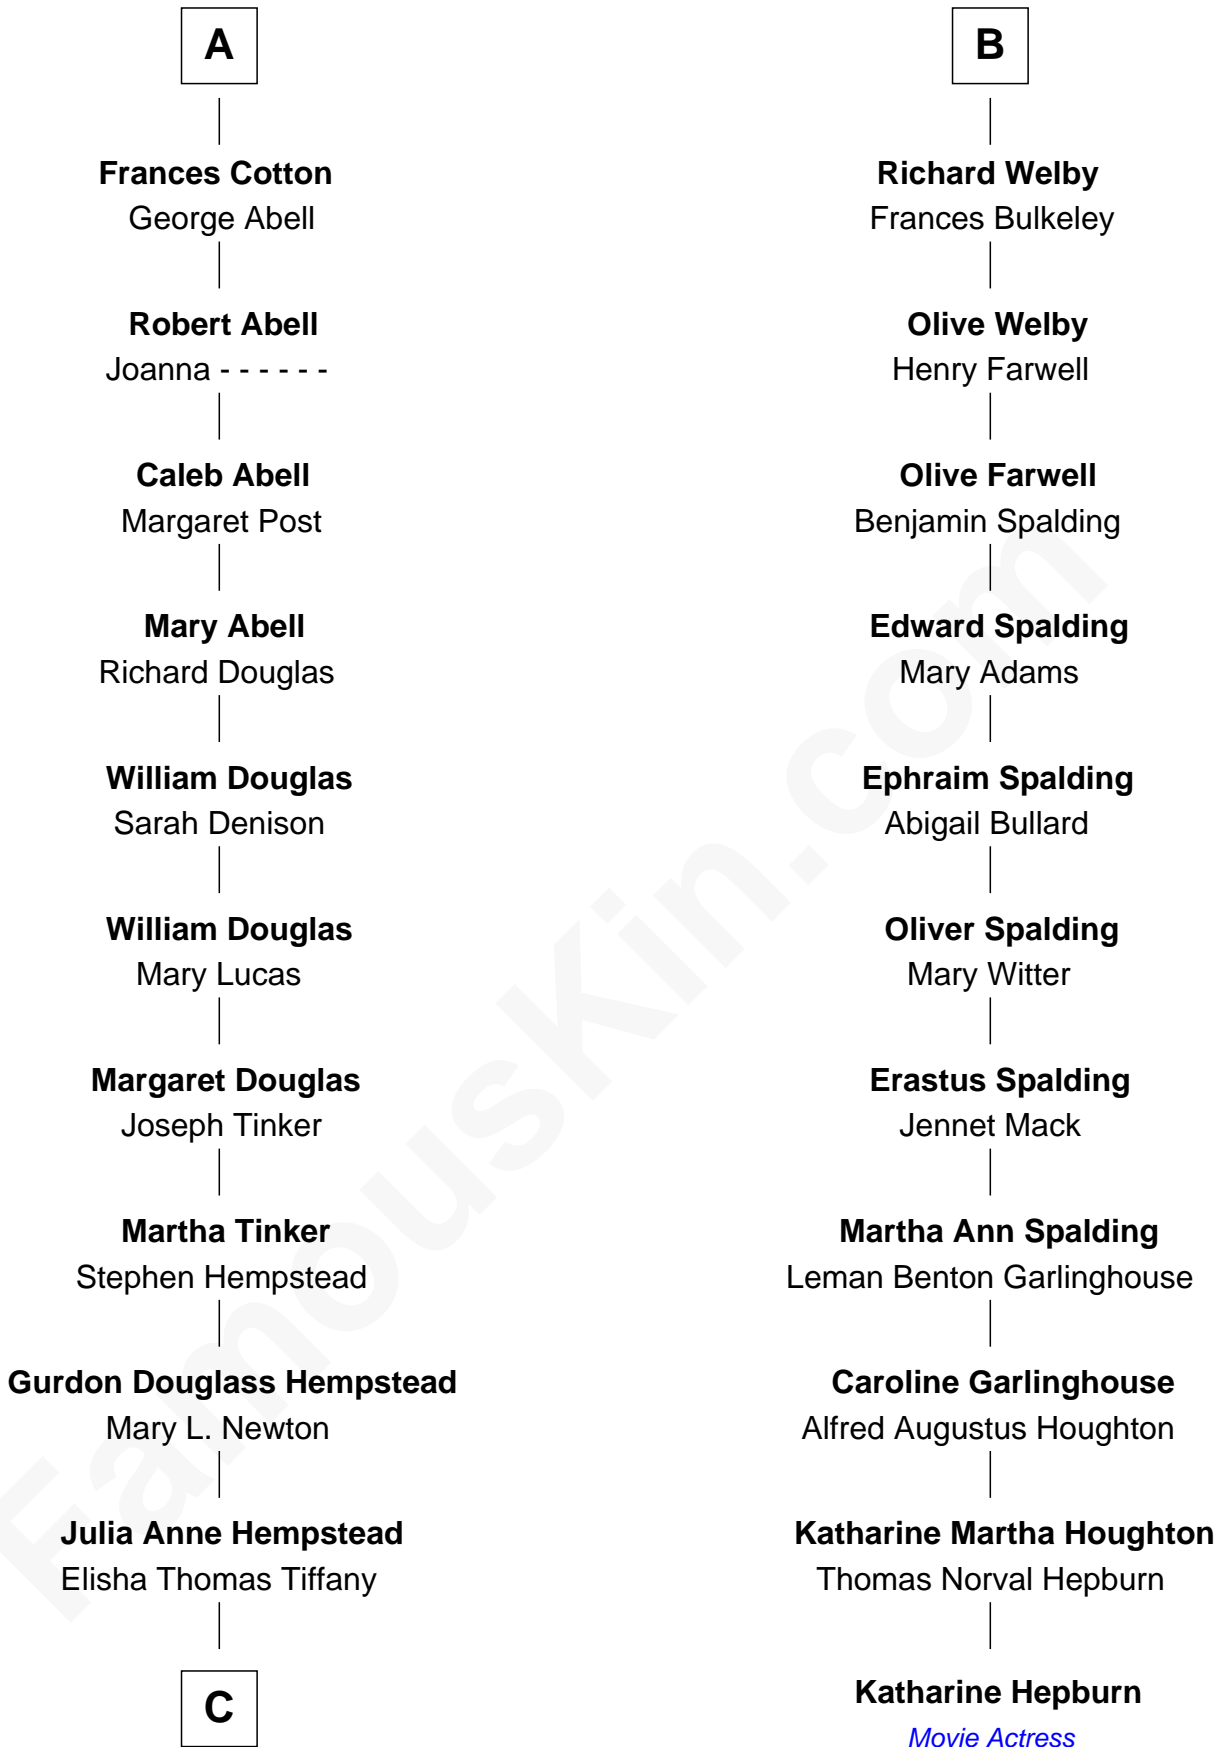 A
Frances Cotton
George Abell
Robert Abell
Joanna - - - - - -
Caleb Abell
Margaret Post
Mary Abell
Richard Douglas
William Douglas
Sarah Denison
William Douglas
Mary Lucas
Margaret Douglas
Joseph Tinker
Martha Tinker
Stephen Hempstead
Gurdon Douglass Hempstead
Mary L. Newton
Julia Anne Hempstead
Elisha Thomas Tiffany
C
B
Richard Welby
Frances Bulkeley
Olive Welby
Henry Farwell
Olive Farwell
Benjamin Spalding
Edward Spalding
Mary Adams
Ephraim Spalding
Abigail Bullard
Oliver Spalding
Mary Witter
Erastus Spalding
Jennet Mack
Martha Ann Spalding
Leman Benton Garlinghouse
Caroline Garlinghouse
Alfred Augustus Houghton
Katharine Martha Houghton
Thomas Norval Hepburn
Katharine Hepburn
Movie Actress
FamousKin.com